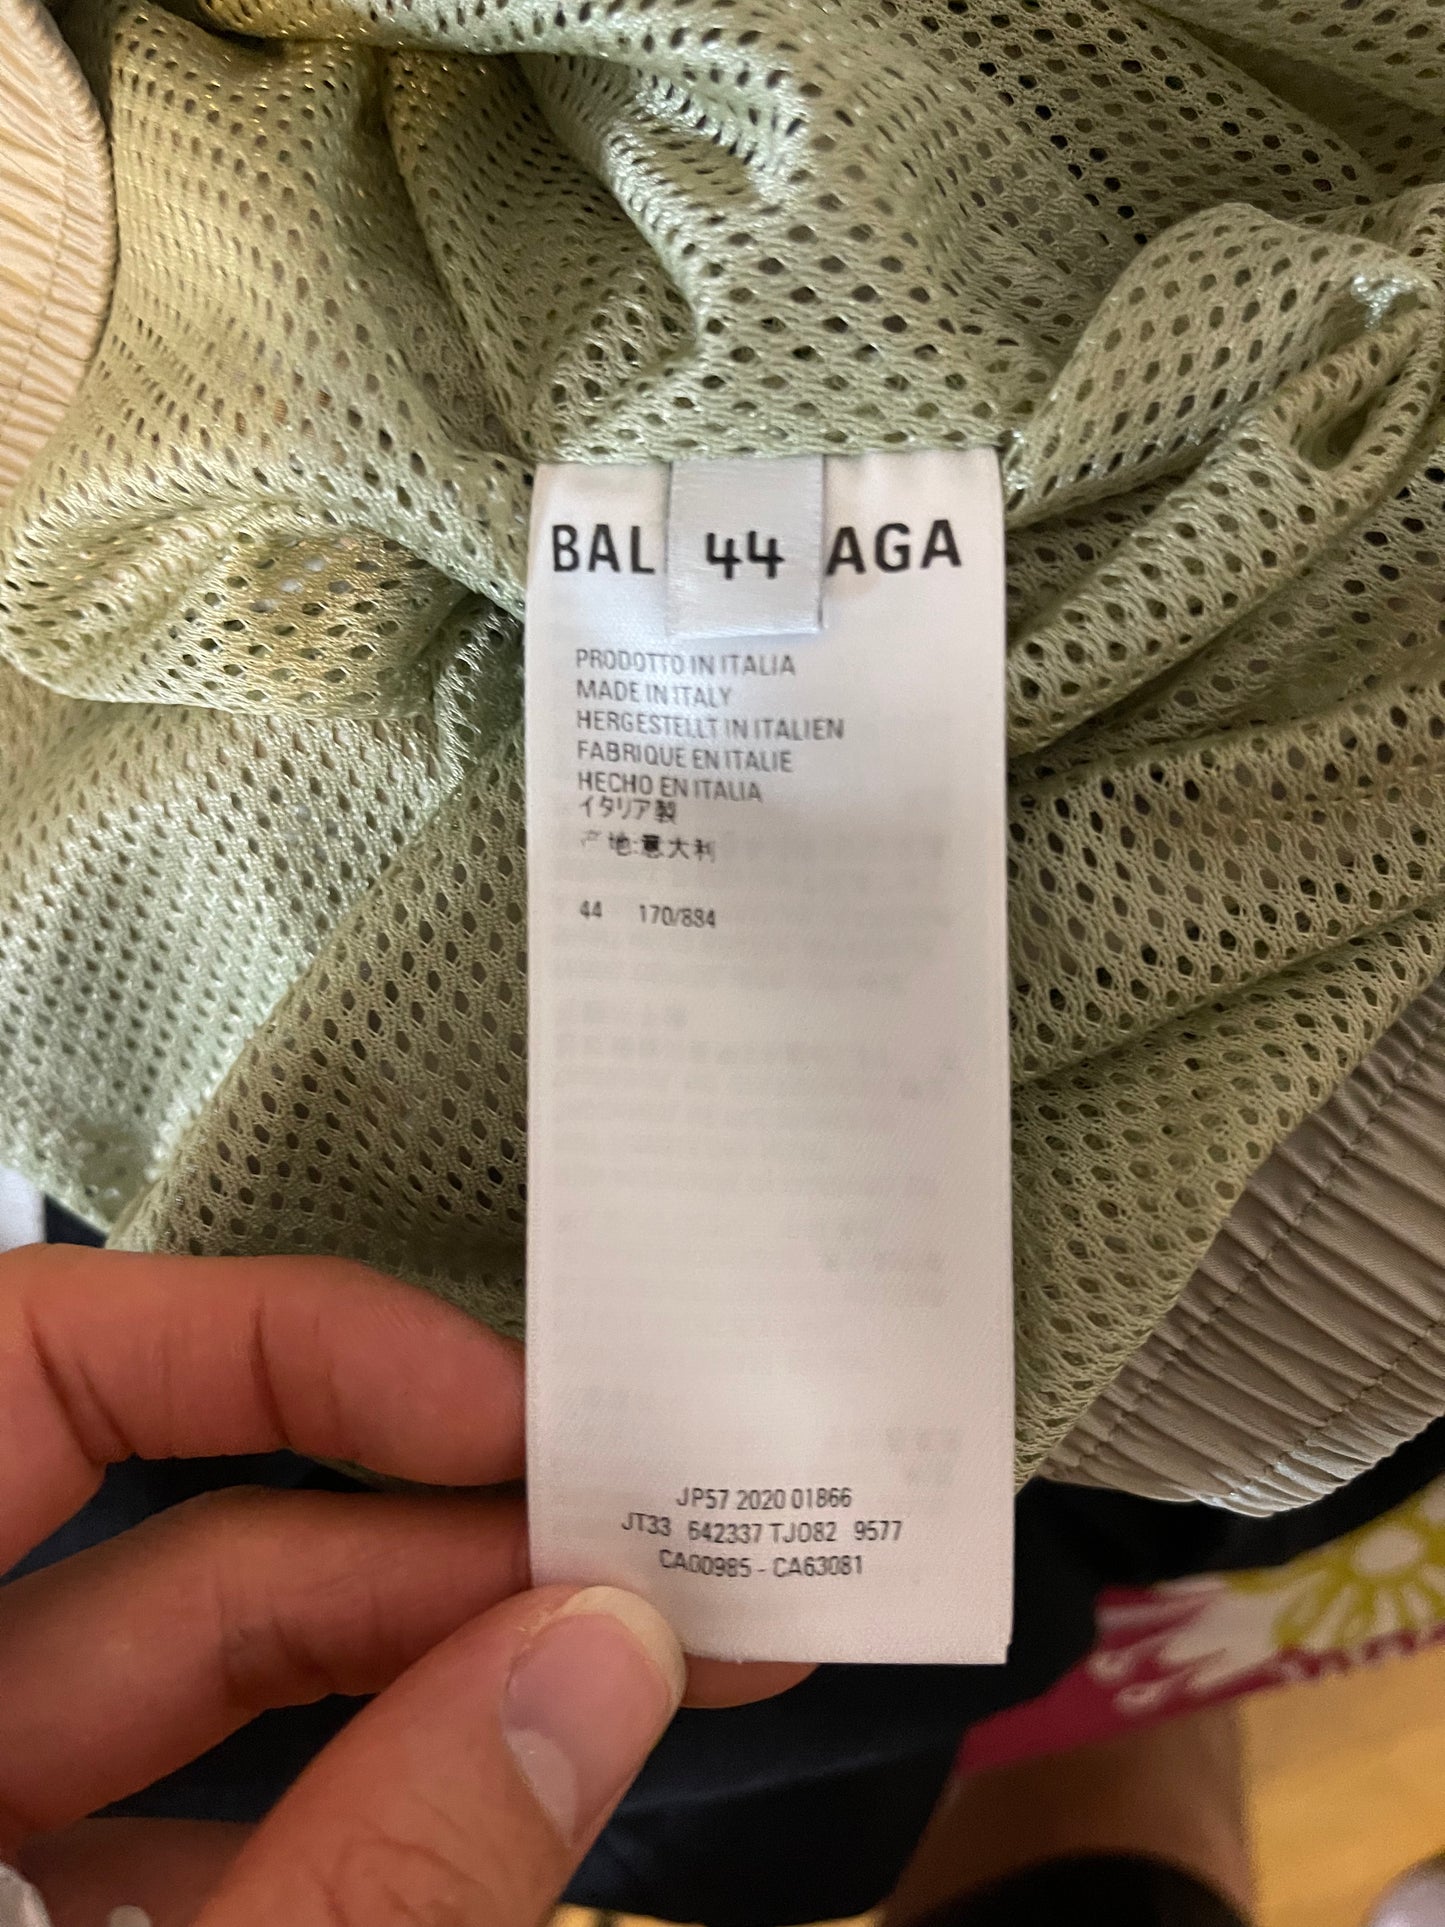 BAL 44 AGA
PRODOTTO IN ITALIA
MADE IN ITALY
HERGESTELLT IN ITALIEN
FABRIQUE EN ITALIE
HECHO EN ITALIA
イタリア製
产地:意大利
44 170/88A
JP57 2020 01866
JT33 642337 TJO82 9577
CA00985 - CA63081